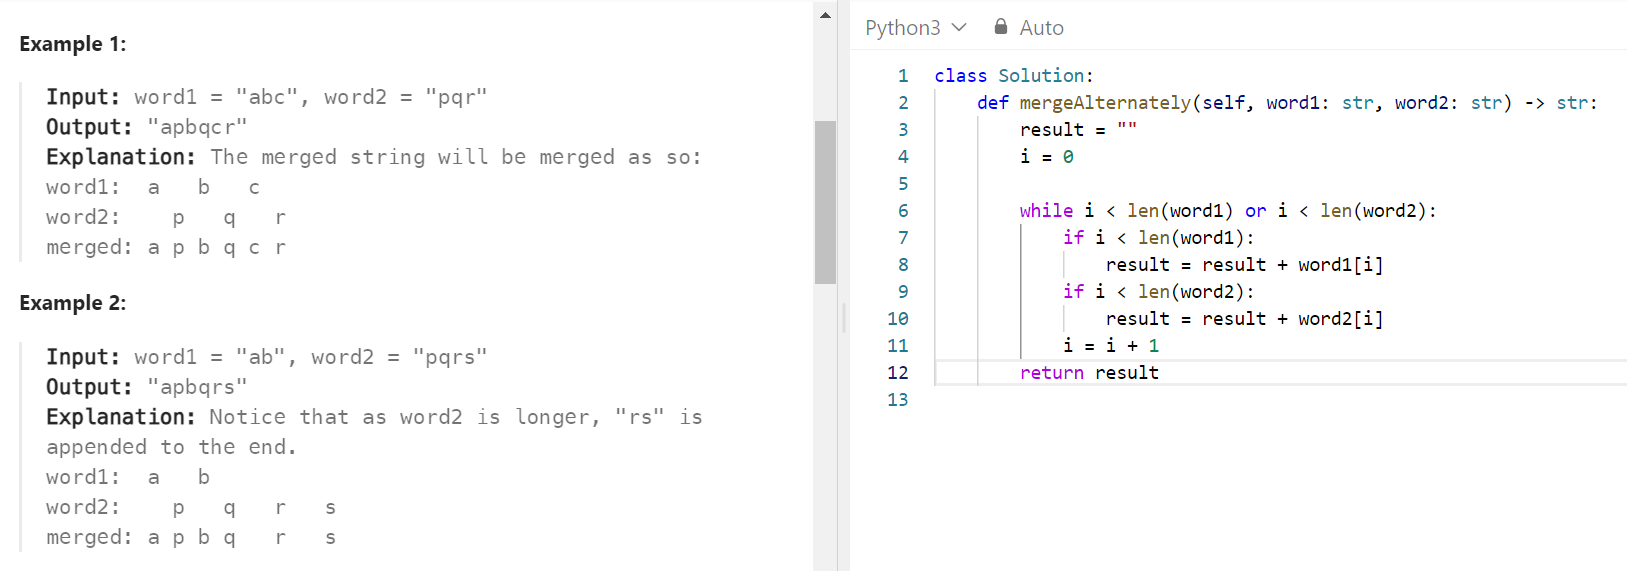 Example 1:
Input: word1 = "abc", word2 = "pqr"
Output: "apbqcr"
Explanation: The merged string will be merged as so:
word1:  a   b   c
word2:    p   q   r
merged: a p b q c r
Example 2:
Input: word1 = "ab", word2 = "pqrs"
Output: "apbqrs"
Explanation: Notice that as word2 is longer, "rs" is
appended to the end.
word1:  a   b
word2:    p   q   r   s
merged: a p b q   r   s
Python3 Auto
1 class Solution:
2     def mergeAlternately(self, word1: str, word2: str) -> str:
3         result = ""
4         i = 0
5
6         while i < len(word1) or i < len(word2):
7             if i < len(word1):
8                 result = result + word1[i]
9             if i < len(word2):
10                 result = result + word2[i]
11             i = i + 1
12         return result
13